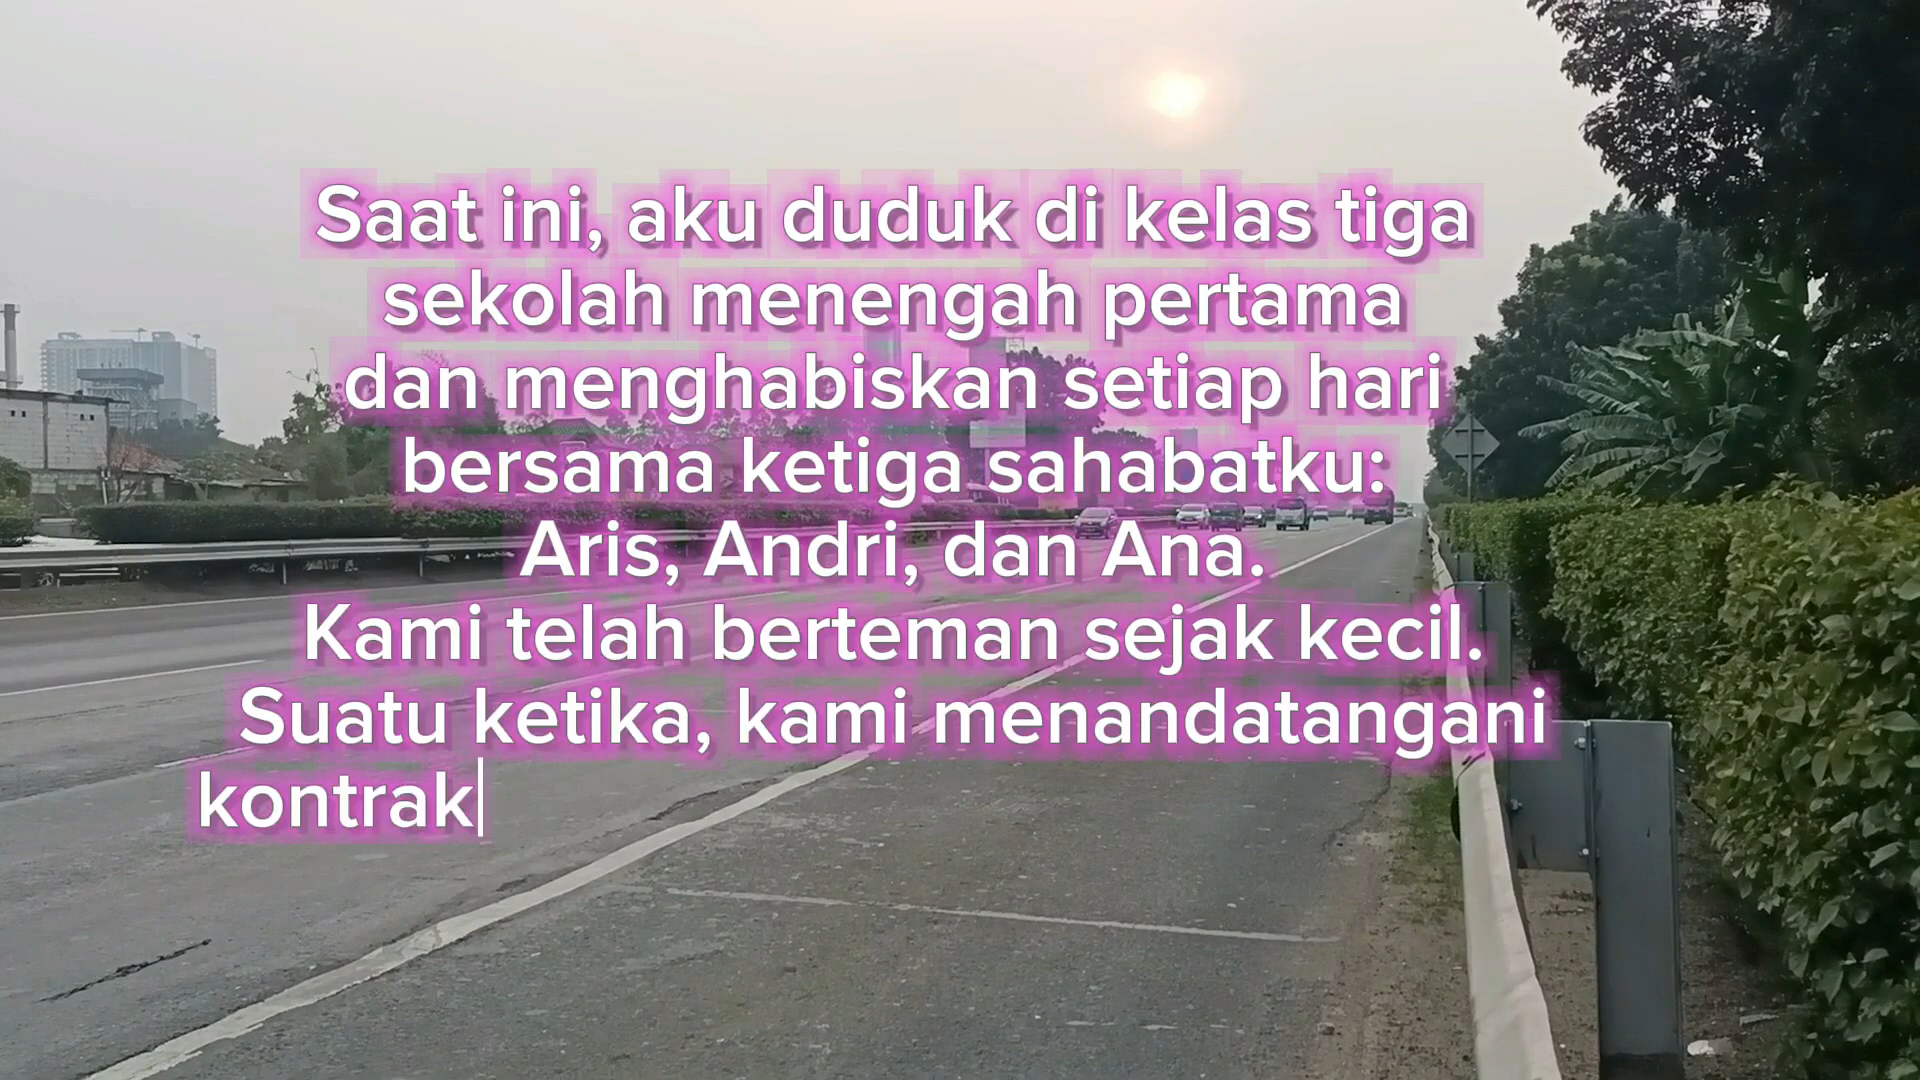 Saat ini, aku duduk di kelas tiga
sekolah menengah pertama
dan menghabiskan setiap hari
bersama ketiga sahabatku:
Aris, Andri, dan Ana.
Kami telah berteman sejak kecil.
Suatu ketika, kami menandatangani
kontrak